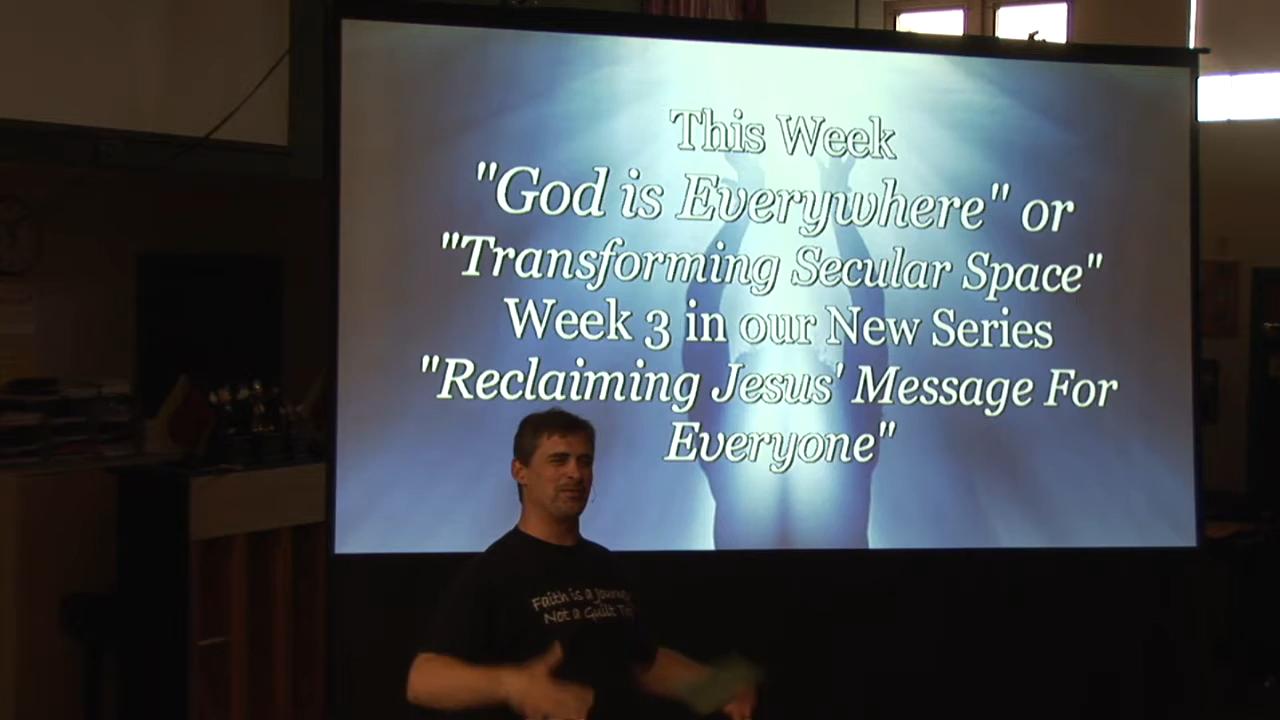 This Week
"God is Everywhere" or
"Transforming Secular Space"
Week 3 in our New Series
"Reclaiming Jesus' Message For
Everyone"
Faith is a Journey
Not a Guilt